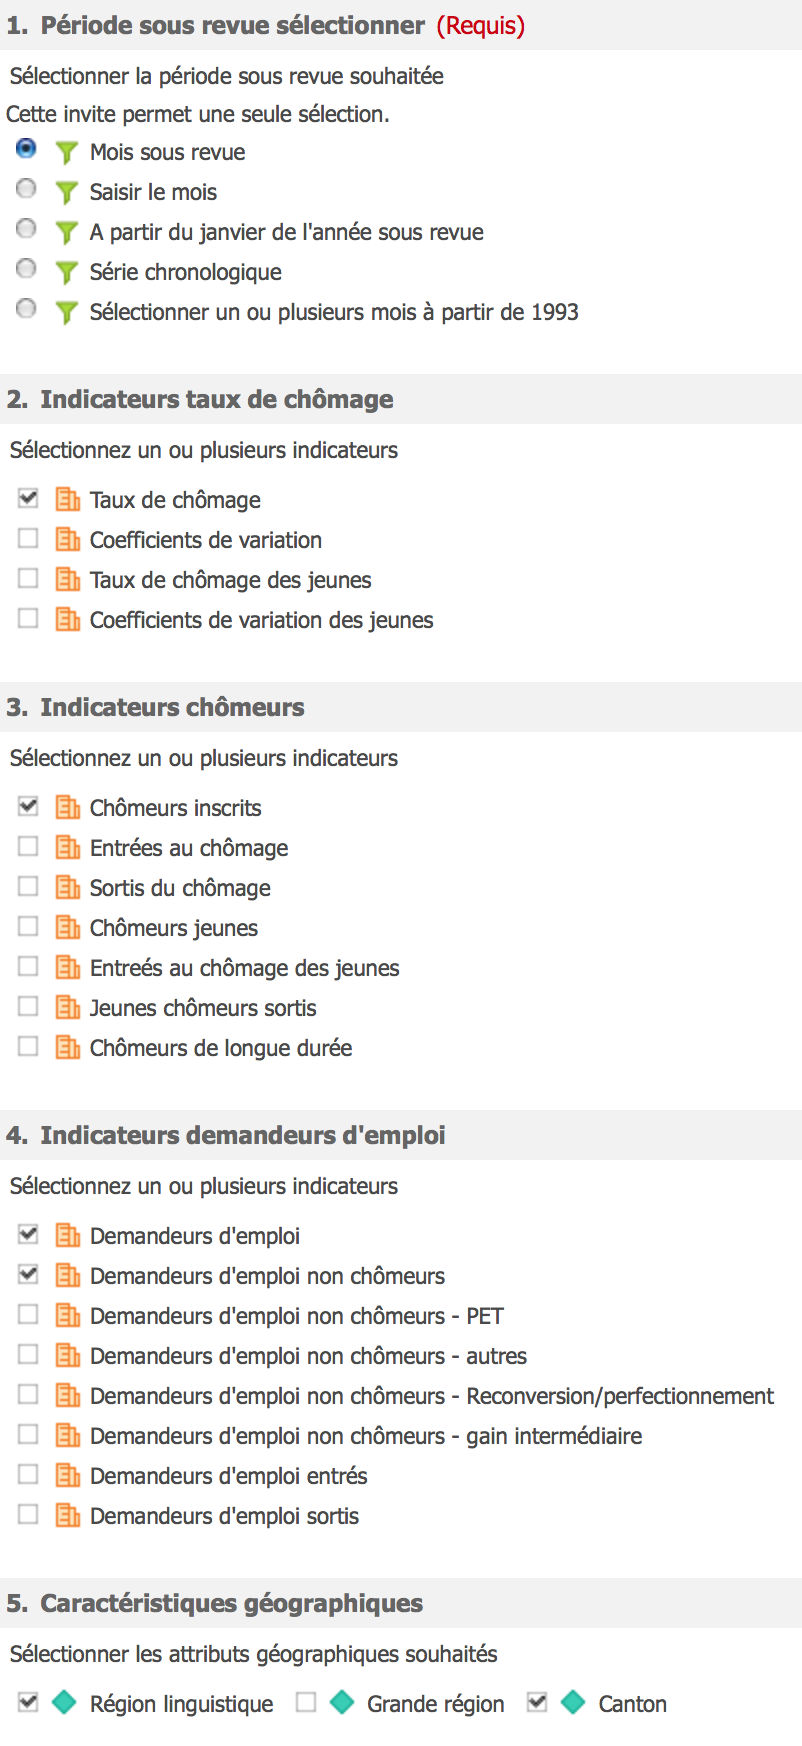 1. Période sous revue sélectionner (Requis)
Sélectionner la période sous revue souhaitée
Cette invite permet une seule sélection.
Mois sous revue
Saisir le mois
A partir du janvier de l'année sous revue
Série chronologique
Sélectionner un ou plusieurs mois à partir de 1993
2. Indicateurs taux de chômage
Sélectionnez un ou plusieurs indicateurs
Taux de chômage
Coefficients de variation
Taux de chômage des jeunes
Coefficients de variation des jeunes
3. Indicateurs chômeurs
Sélectionnez un ou plusieurs indicateurs
Chômeurs inscrits
Entrées au chômage
Sortis du chômage
Chômeurs jeunes
Entreés au chômage des jeunes
Jeunes chômeurs sortis
Chômeurs de longue durée
4. Indicateurs demandeurs d'emploi
Sélectionnez un ou plusieurs indicateurs
Demandeurs d'emploi
Demandeurs d'emploi non chômeurs
Demandeurs d'emploi non chômeurs - PET
Demandeurs d'emploi non chômeurs - autres
Demandeurs d'emploi non chômeurs - Reconversion/perfectionnement
Demandeurs d'emploi non chômeurs - gain intermédiaire
Demandeurs d'emploi entrés
Demandeurs d'emploi sortis
5. Caractéristiques géographiques
Sélectionner les attributs géographiques souhaités
Région linguistique Grande région Canton